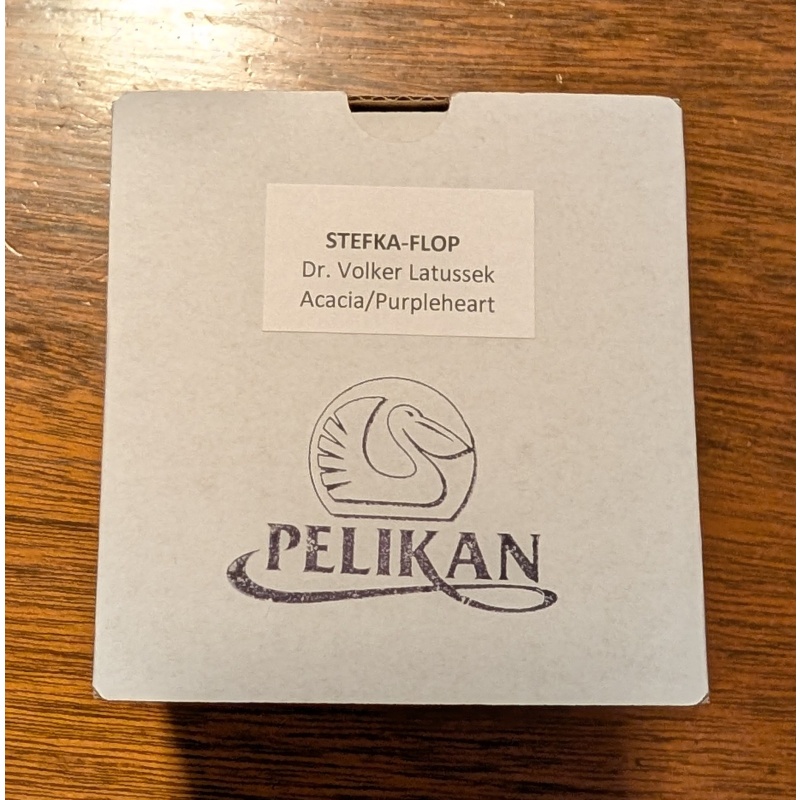 STEFKA-FLOP
Dr. Volker Latussek
Acacia/Purpleheart
PELIKAN